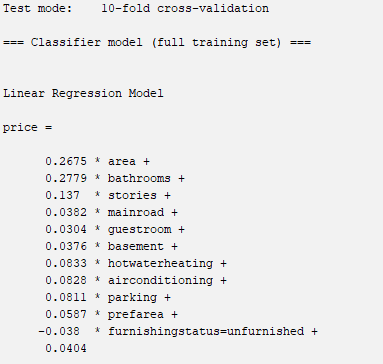 Test mode:    10-fold cross-validation
=== Classifier model (full training set) ===
Linear Regression Model
price =
0.2675 * area +
0.2779 * bathrooms +
0.137  * stories +
0.0382 * mainroad +
0.0304 * guestroom +
0.0376 * basement +
0.0833 * hotwaterheating +
0.0828 * airconditioning +
0.0811 * parking +
0.0587 * prefarea +
-0.038  * furnishingstatus=unfurnished +
0.0404